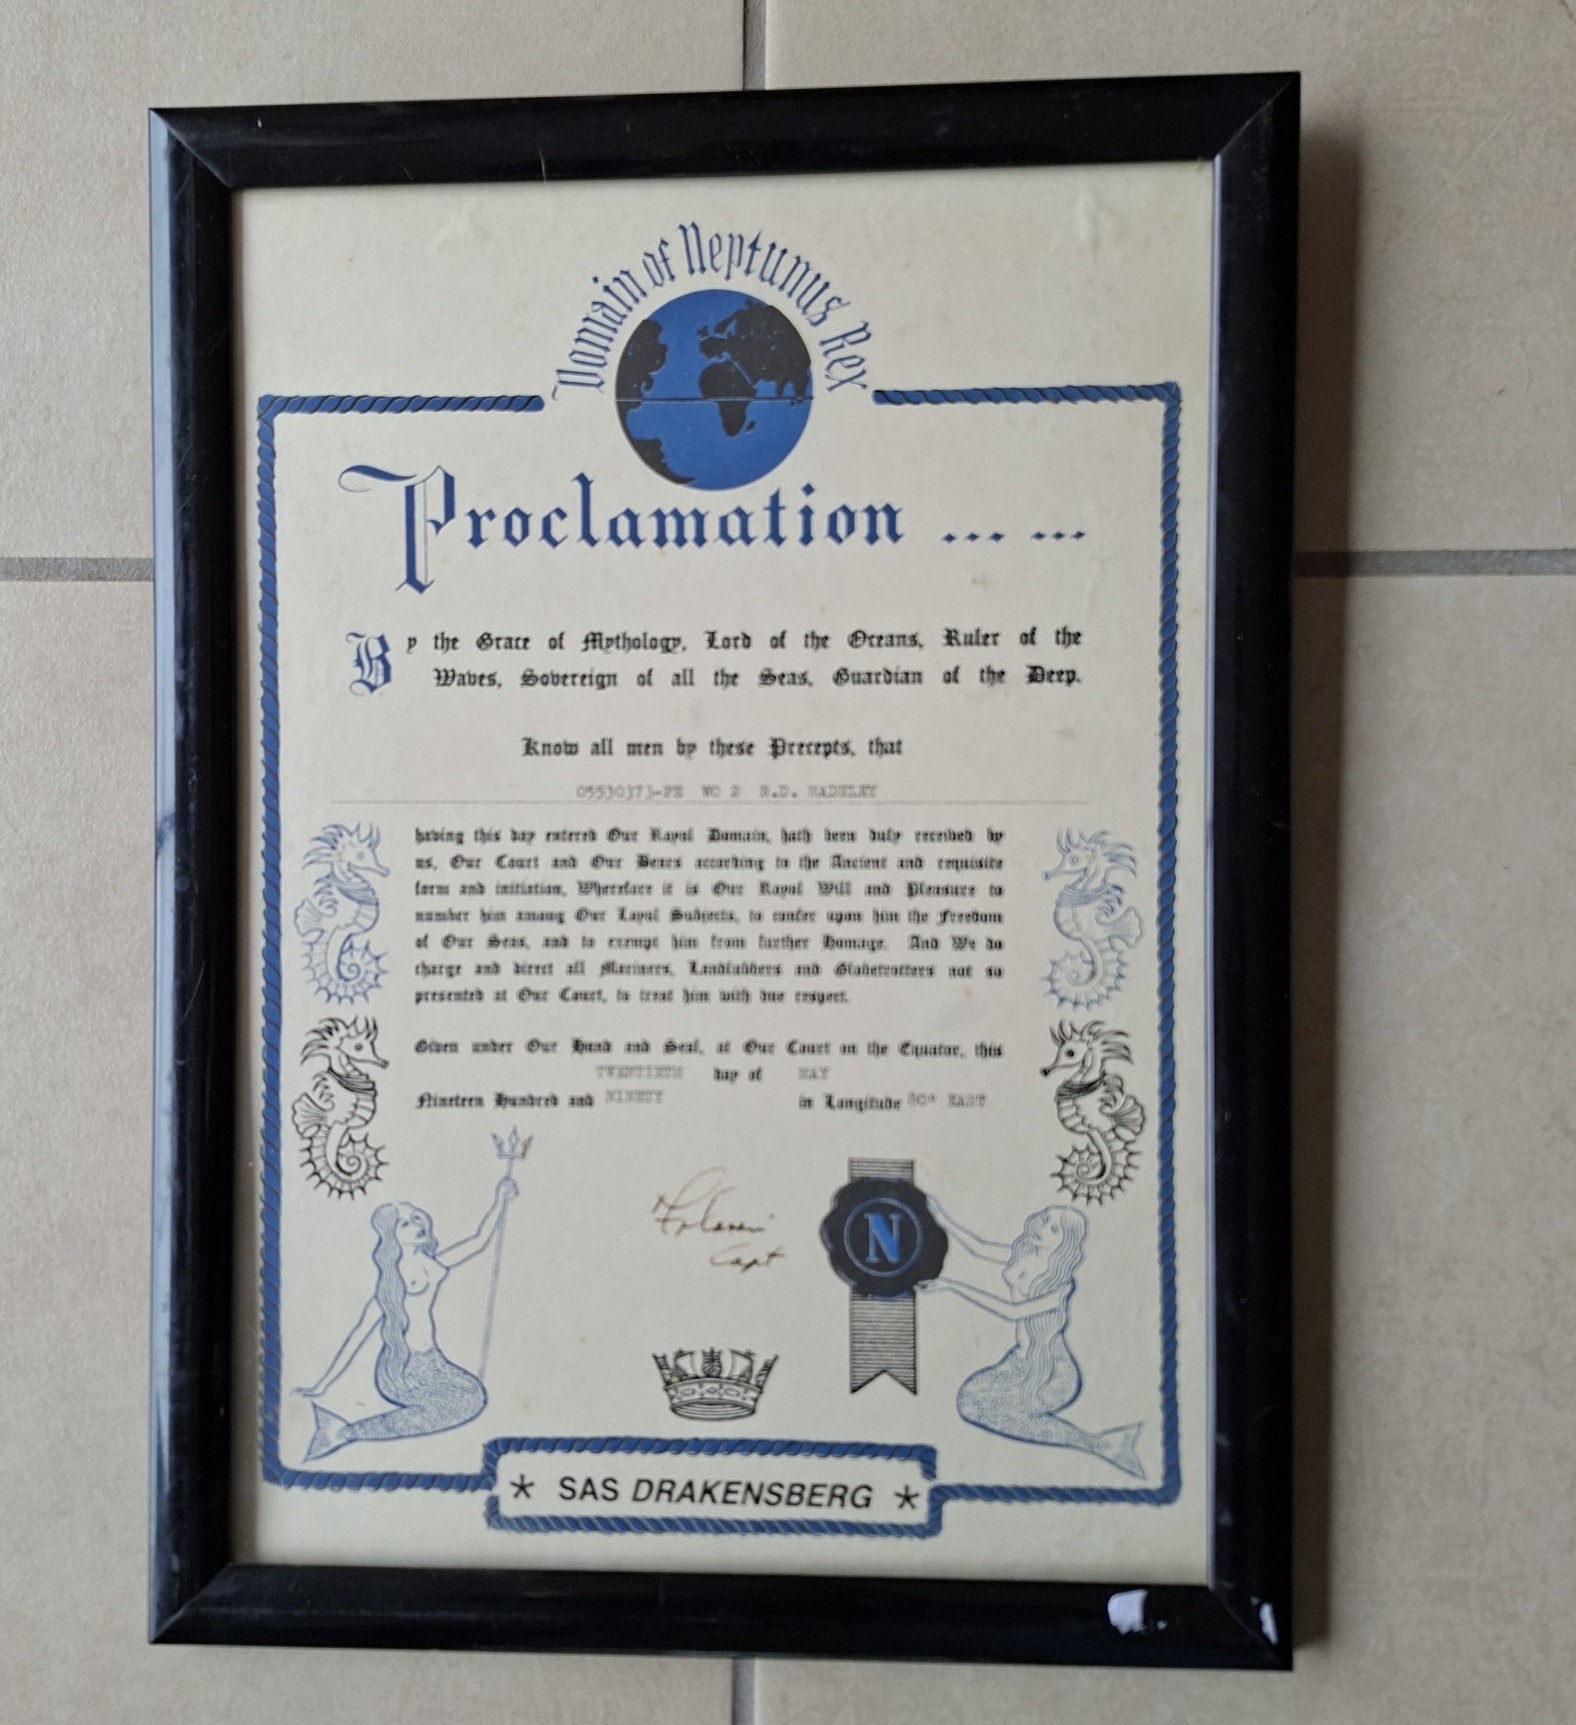 Domain of Neptunus Rex
Proclamation ... ...
By the Grace of Mythology, Lord of the Oceans, Ruler of the
Waves, Sovereign of all the Seas, Guardian of the Deep.
Know all men by these Precepts, that
05530373-PE WO 2 R.D. MADELEY
having this day entered Our Royal Domain, hath been duly received by
us, Our Court and Our Bears according to the Ancient and requisite
form and initiation, Wherefore it is Our Royal Will and Pleasure to
number him among Our Loyal Subjects, to confer upon him the Freedom
of Our Seas, and to exempt him from further Homage. And We do
charge and direct all Mariners, Landlubbers and Globetrotters not so
presented at Our Court, to treat him with due respect.
Given under Our Hand and Seal, at Our Court on the Equator, this
TWENTIETH day of MAY
Nineteen Hundred and NINETY in Longitude EAST
Capt
N
* SAS DRAKENSBERG *